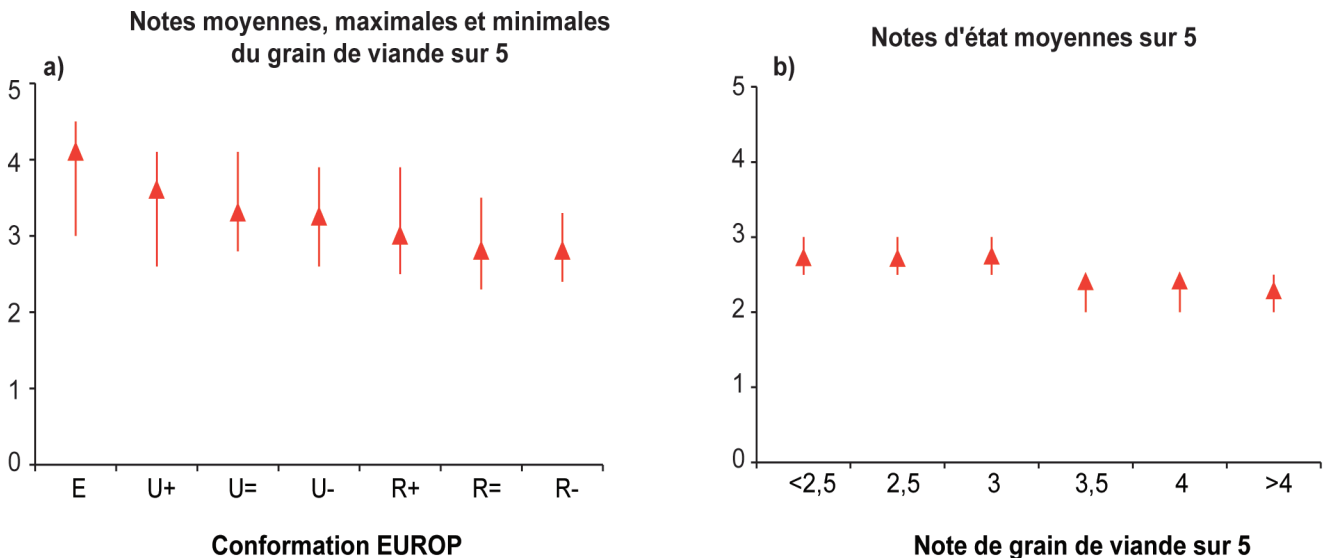 Notes moyennes, maximales et minimales
du grain de viande sur 5
a)
5
4
3
2
1
0
E U+ U= U- R+ R= R-
Conformation EUROP
Notes d'état moyennes sur 5
b)
5
4
3
2
1
0
<2,5 2,5 3 3,5 4 >4
Note de grain de viande sur 5